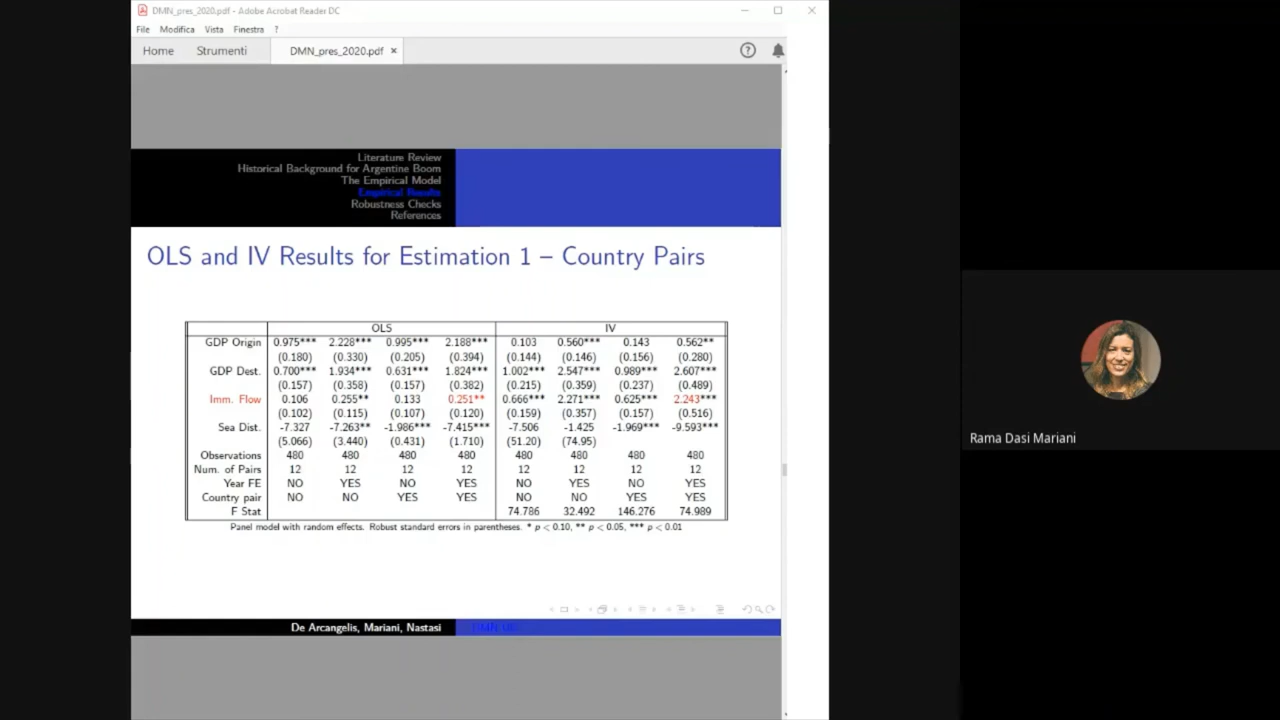 DMN_pres_2020.pdf - Adobe Acrobat Reader DC
File Modifica Vista Finestra ?
Home Strumenti DMN_pres_2020.pdf ×
Literature Review
Historical Background for Argentine Boom
The Empirical Model
Empirical Results
Robustness Checks
References
OLS and IV Results for Estimation 1 – Country Pairs
OLS IV
GDP Origin 0.975*** 2.228*** 0.995*** 2.188*** 0.103 0.560*** 0.143 0.562**
(0.180) (0.330) (0.205) (0.394) (0.144) (0.146) (0.156) (0.280)
GDP Dest. 0.700*** 1.934*** 0.631*** 1.824*** 1.002*** 2.547*** 0.989*** 2.607***
(0.157) (0.358) (0.157) (0.382) (0.215) (0.359) (0.237) (0.489)
Imm. Flow 0.106 0.255** 0.133 0.251** 0.666*** 2.271*** 0.625*** 2.243***
(0.102) (0.115) (0.107) (0.120) (0.159) (0.357) (0.157) (0.516)
Sea Dist. -7.327 -7.263** -1.986*** -7.415*** -7.506 -1.425 -1.969*** -9.593***
(5.066) (3.440) (0.431) (1.710) (51.20) (74.95)
Observations 480 480 480 480 480 480 480 480
Num. of Pairs 12 12 12 12 12 12 12 12
Year FE NO YES NO YES NO YES NO YES
Country pair NO NO YES YES NO NO YES YES
F Stat 74.786 32.492 146.276 74.989
Panel model with random effects. Robust standard errors in parentheses. * p < 0.10, ** p < 0.05, *** p < 0.01
De Arcangelis, Mariani, Nastasi
Rama Dasi Mariani